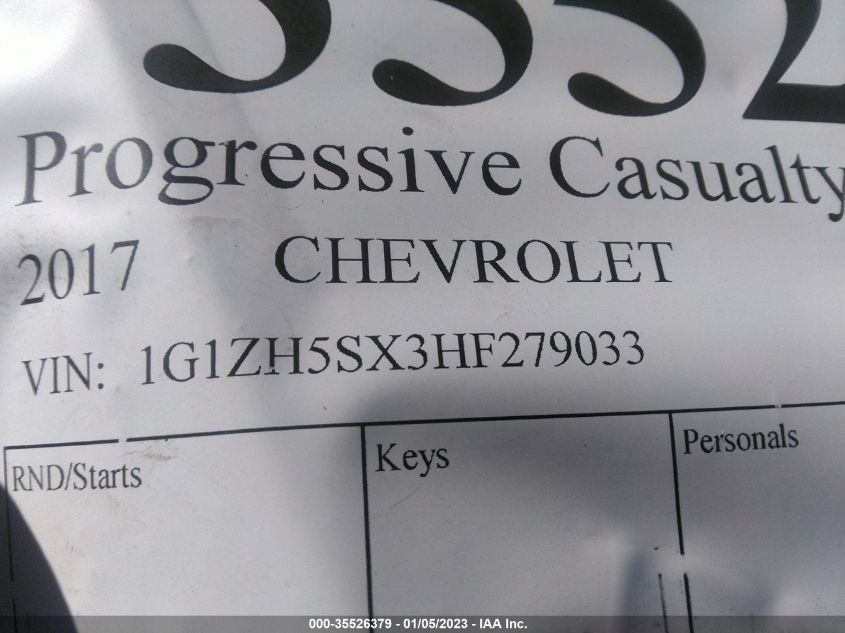 Progressive Casualty
2017 CHEVROLET
VIN: 1G1ZH5SX3HF279033
RND/Starts Keys Personals
000-35526379 - 01/05/2023 - IAA Inc.